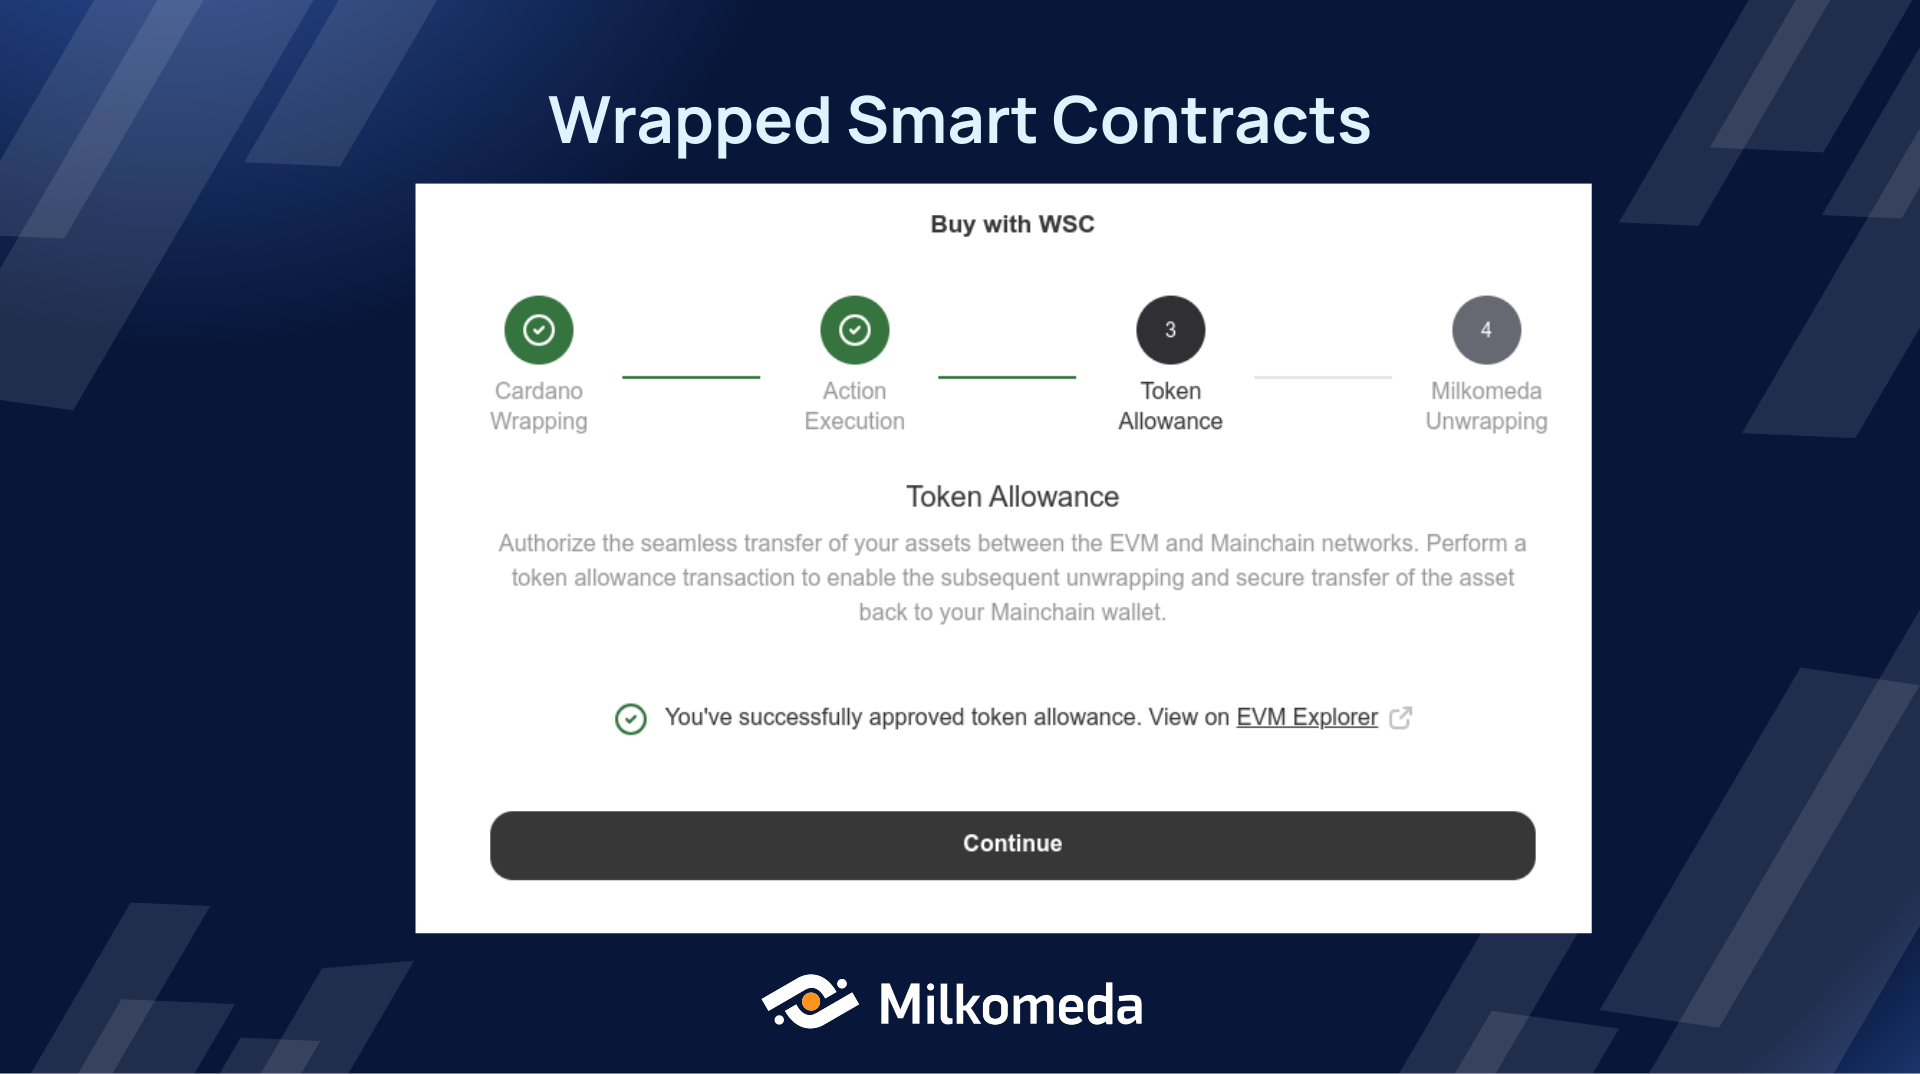 Wrapped Smart Contracts
Buy with WSC
3
4
Cardano
Wrapping
Action
Execution
Token
Allowance
Milkomeda
Unwrapping
Token Allowance
Authorize the seamless transfer of your assets between the EVM and Mainchain networks. Perform a
token allowance transaction to enable the subsequent unwrapping and secure transfer of the asset
back to your Mainchain wallet.
You've successfully approved token allowance. View on EVM Explorer
Continue
Milkomeda